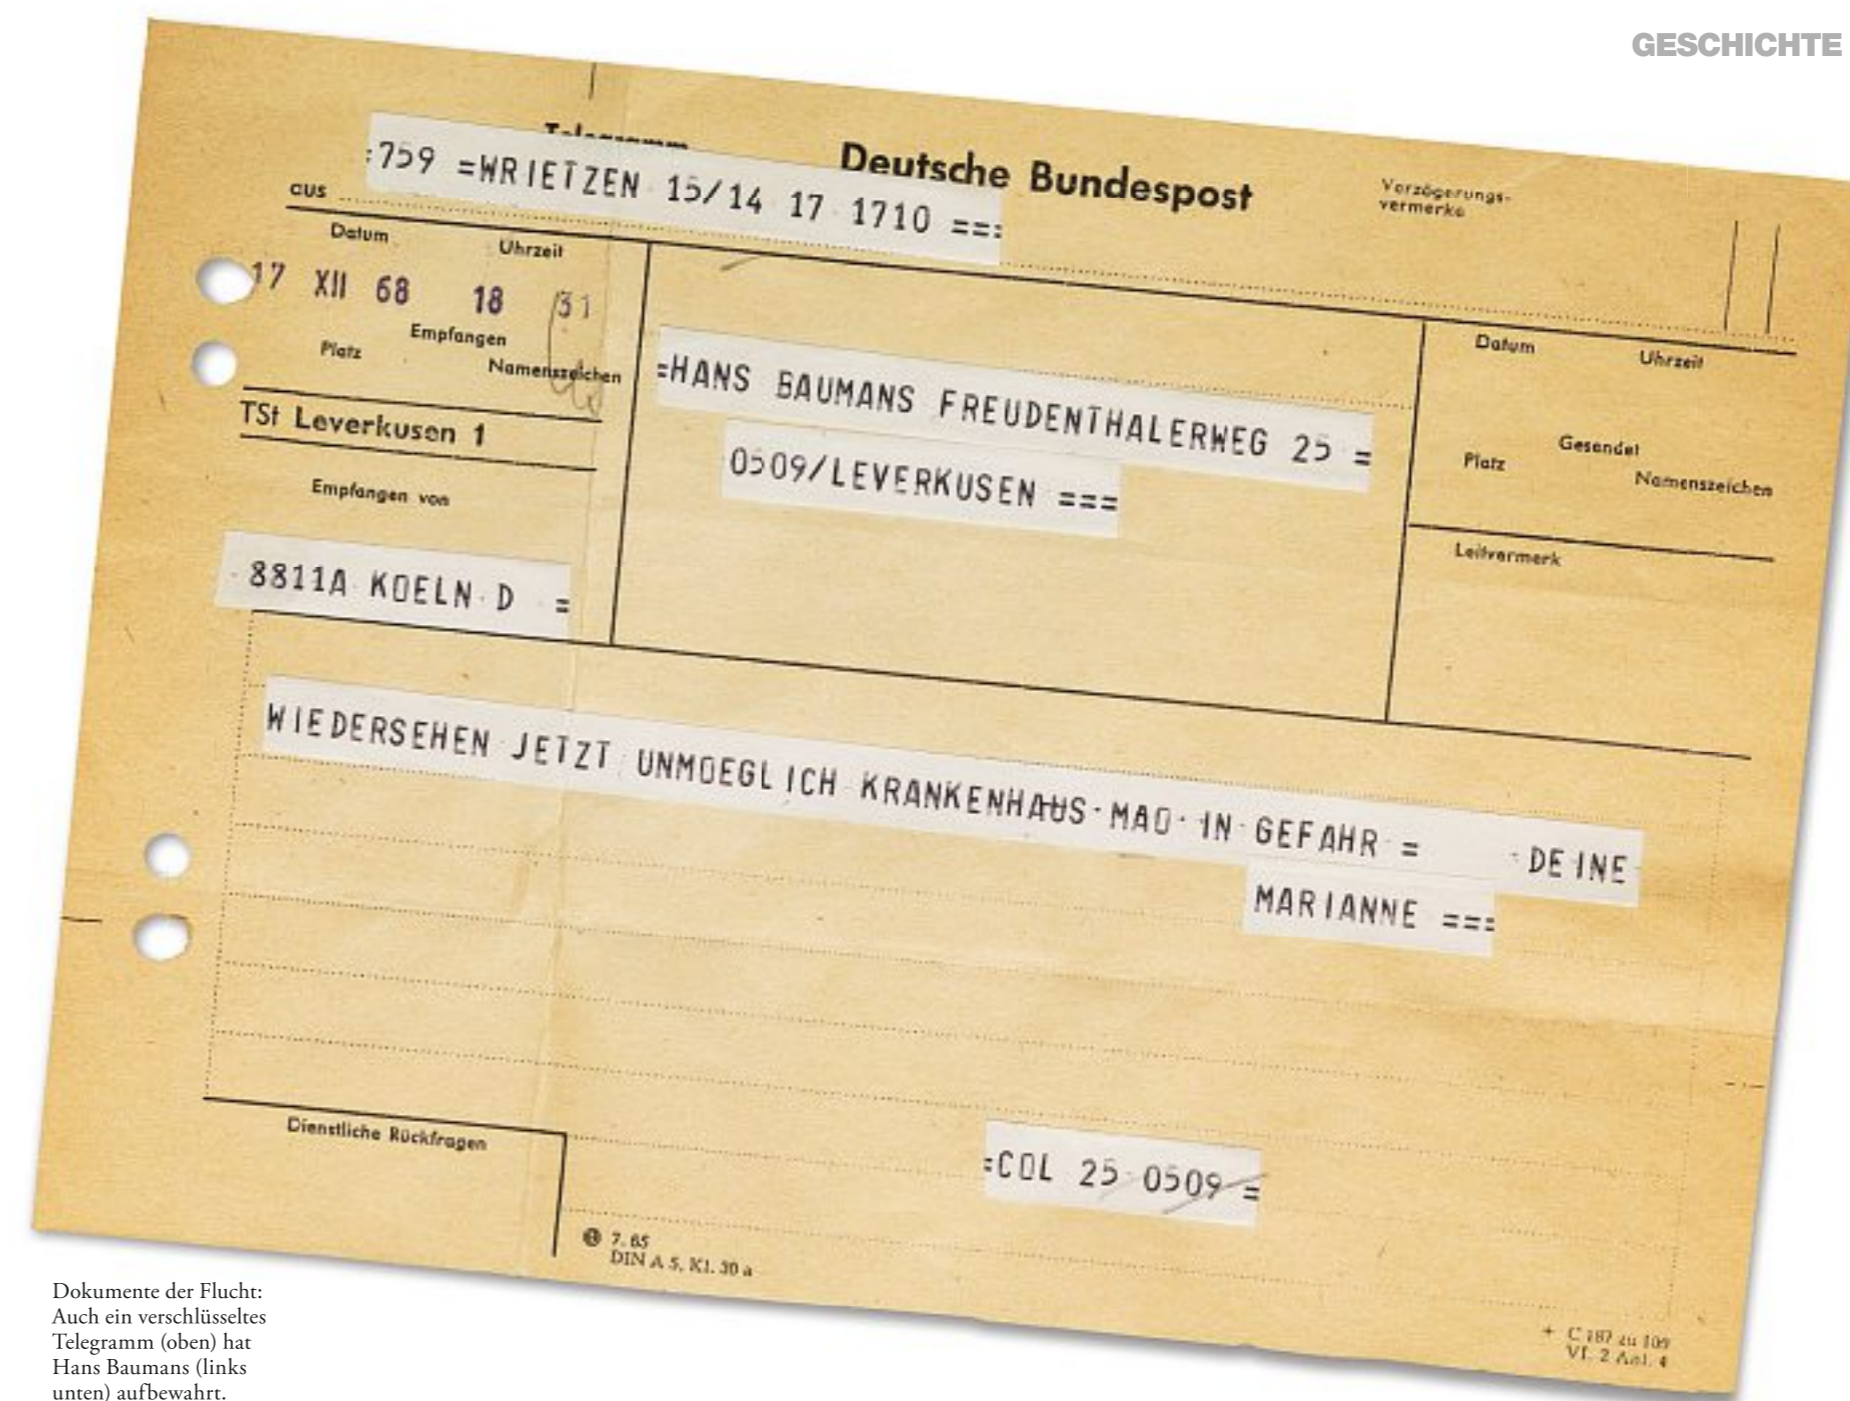 GESCHICHTE
Telegramm
Deutsche Bundespost
Verzögerungs-
vermerke
=759 =WRIETZEN 15/14 17 1710 ===
aus
Datum Uhrzeit
17 XII 68 18 31
Empfangen
Platz Namenszeichen
TSt Leverkusen 1
Empfangen von
8811A KOELN D =
=HANS BAUMANS FREUDENTHALERWEG 25 =
0509/LEVERKUSEN ===
Datum Uhrzeit
Gesendet
Platz Namenszeichen
Leitvermerk
WIEDERSEHEN JETZT UNMOEGLICH KRANKENHAUS MAO IN GEFAHR = DEINE
MARIANNE ===
Dienstliche Rückfragen
=COL 25 0509 =
7. 65
DIN A 5, Kl. 30 a
+ C 187 zu 109
VI. 2 Anl. 4
Dokumente der Flucht:
Auch ein verschlüsseltes
Telegramm (oben) hat
Hans Baumans (links
unten) aufbewahrt.